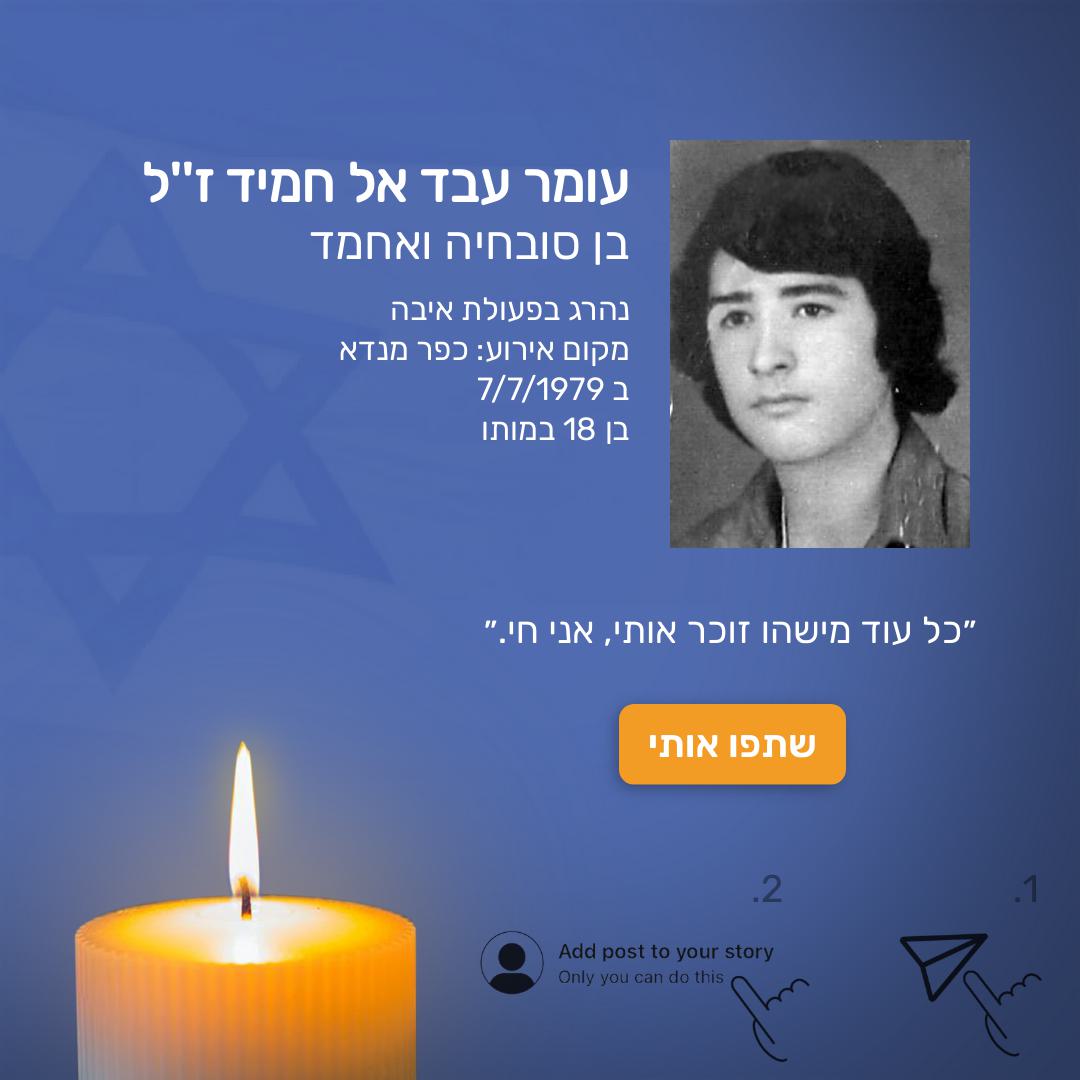 עומר עבד אל חמיד ז"ל
בן סובחיה ואחמד
נהרג בפעולת איבה
מקום אירוע: כפר מנדא
ב 7/7/1979
בן 18 במותו
״כל עוד מישהו זוכר אותי, אני חי.״
שתפו אותי
1.
2.
Add post to your story
Only you can do this